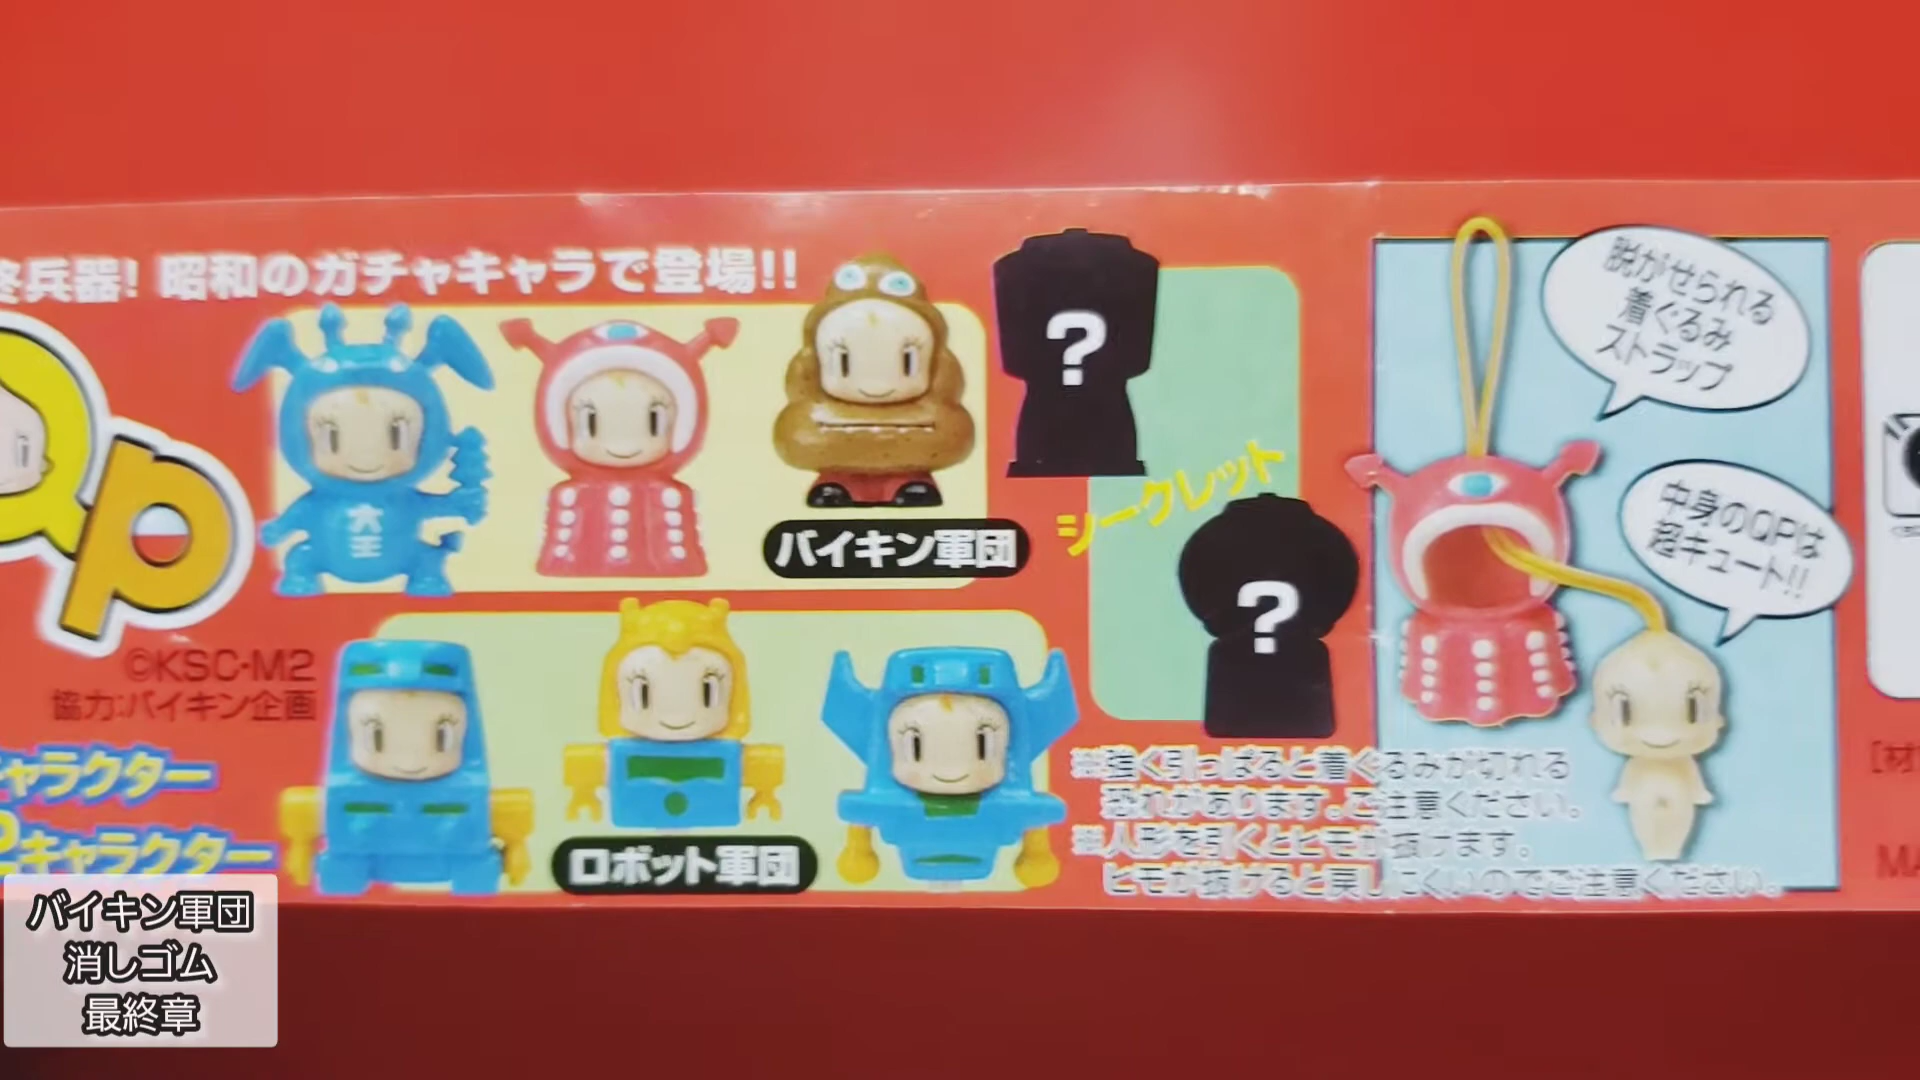 終兵器! 昭和のガチャキャラで登場!!
Qp
©KSC-M2
協力:バイキン企画
キャラクター
キャラクター
大王
バイキン軍団
ロボット軍団
?
シークレット
?
脱がせられる
着ぐるみ
ストラップ
中身のQPは
超キュート!!
※強く引っぱると着ぐるみが切れる
恐れがあります。ご注意ください。
※人形を引くとヒモが抜けます。
ヒモが抜けると戻しにくいのでご注意ください。
バイキン軍団
消しゴム
最終章